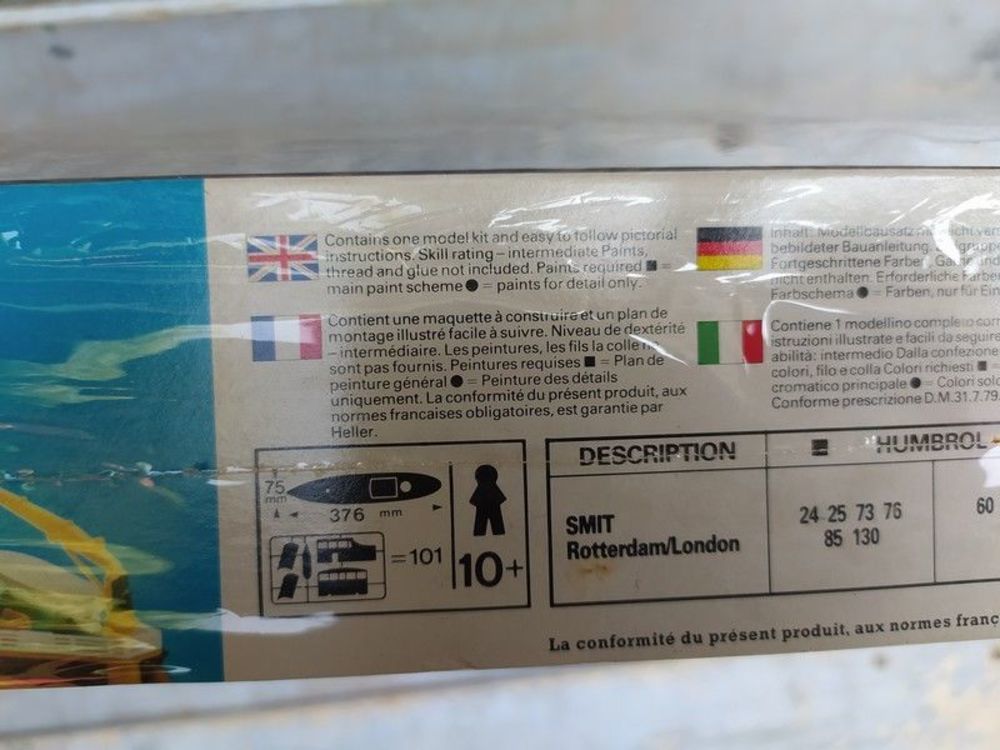 Contains one model kit and easy to follow pictorial
instructions. Skill rating – intermediate Paints,
thread and glue not included. Paints required ■ =
main paint scheme ● = paints for detail only.
Contient une maquette à construire et un plan de
montage illustré facile à suivre. Niveau de dextérité
– intermédiaire. Les peintures, les fils la colle
sont pas fournis. Peintures requises ■ = Plan de
peinture général ● = Peinture des détails
uniquement. La conformité du présent produit, aux
normes francaises obligatoires, est garantie par
Heller.
Inhalt: Modellbausatz
bebildeter Bauanleitung.
Fortgeschrittene Farben,
nicht enthalten. Erforderliche Farbe
Farbschema ● = Farben, nur für Ein
Contiene 1 modellino completo con
istruzioni illustrate e facili da seguire
abilità: intermedio Dalla confezione
colori, filo e colla Colori richiesti ■ =
cromatico principale ● = Colori solo
Conforme prescrizione D.M.31.7.79.
75
mm
376 mm
=101
10+
DESCRIPTION ■ HUMBROL
SMIT
Rotterdam/London
24 25 73 76
85 130
60
La conformité du présent produit, aux normes franç